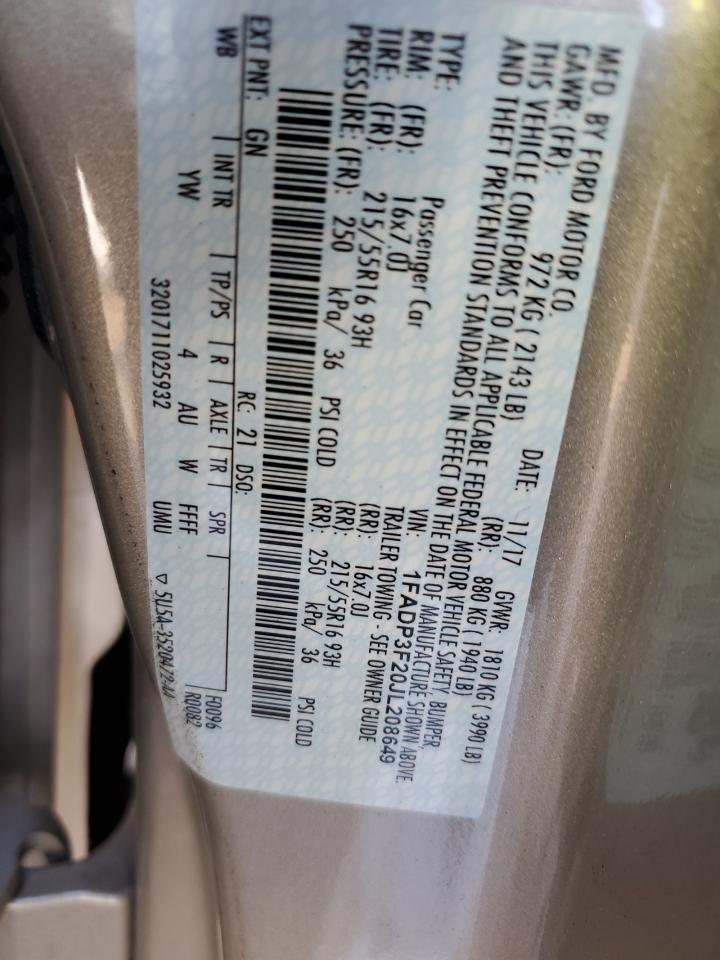 MFD. BY FORD MOTOR CO.
DATE: 11/17 GVWR: 1810 KG ( 3990 LB)
GAWR: (FR): 972 KG ( 2143 LB) (RR): 880 KG ( 1940 LB)
THIS VEHICLE CONFORMS TO ALL APPLICABLE FEDERAL MOTOR VEHICLE SAFETY, BUMPER,
AND THEFT PREVENTION STANDARDS IN EFFECT ON THE DATE OF MANUFACTURE SHOWN ABOVE.
VIN: 1FADP3F20JL208649
TYPE: Passenger Car TRAILER TOWING - SEE OWNER GUIDE
RIM: (FR): 16x7.0J (RR): 16x7.0J
TIRE: (FR): 215/55R16 93H (RR): 215/55R16 93H
PRESSURE: (FR): 250 kPa/ 36 PSI COLD (RR): 250 kPa/ 36 PSI COLD
EXT PNT: GN RC: 21 DSO:
WB | INT TR | TP/PS | R | AXLE | TR | SPR
YW 4 AU W FFFF
F0096
R0082
3201711025932 UMU